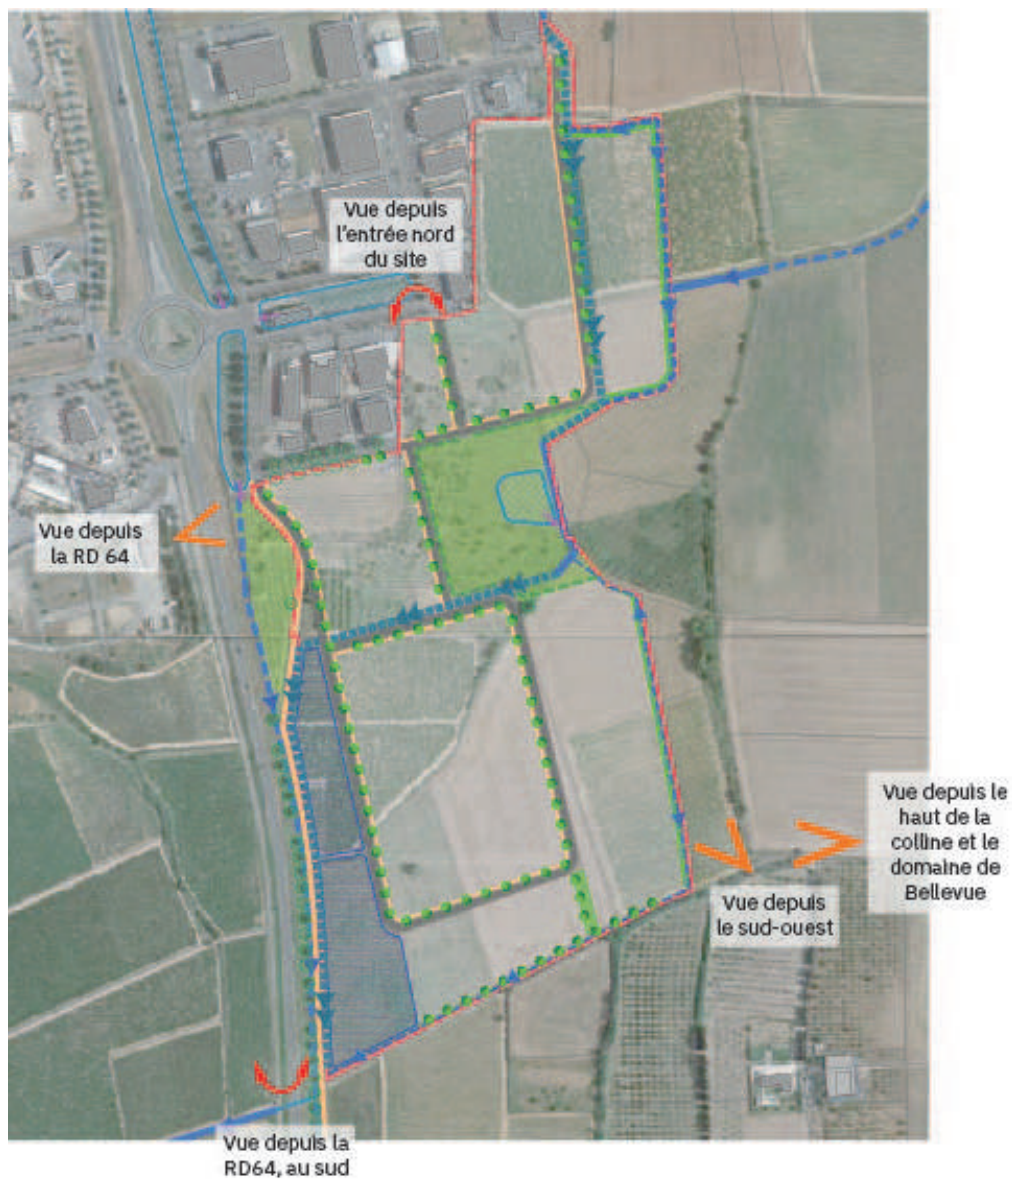 Vue depuis
l'entrée nord
du site
Vue depuis
la RD 64
Vue depuis le
haut de la
colline et le
domaine de
Bellevue
Vue depuis
le sud-ouest
Vue depuis la
RD64, au sud